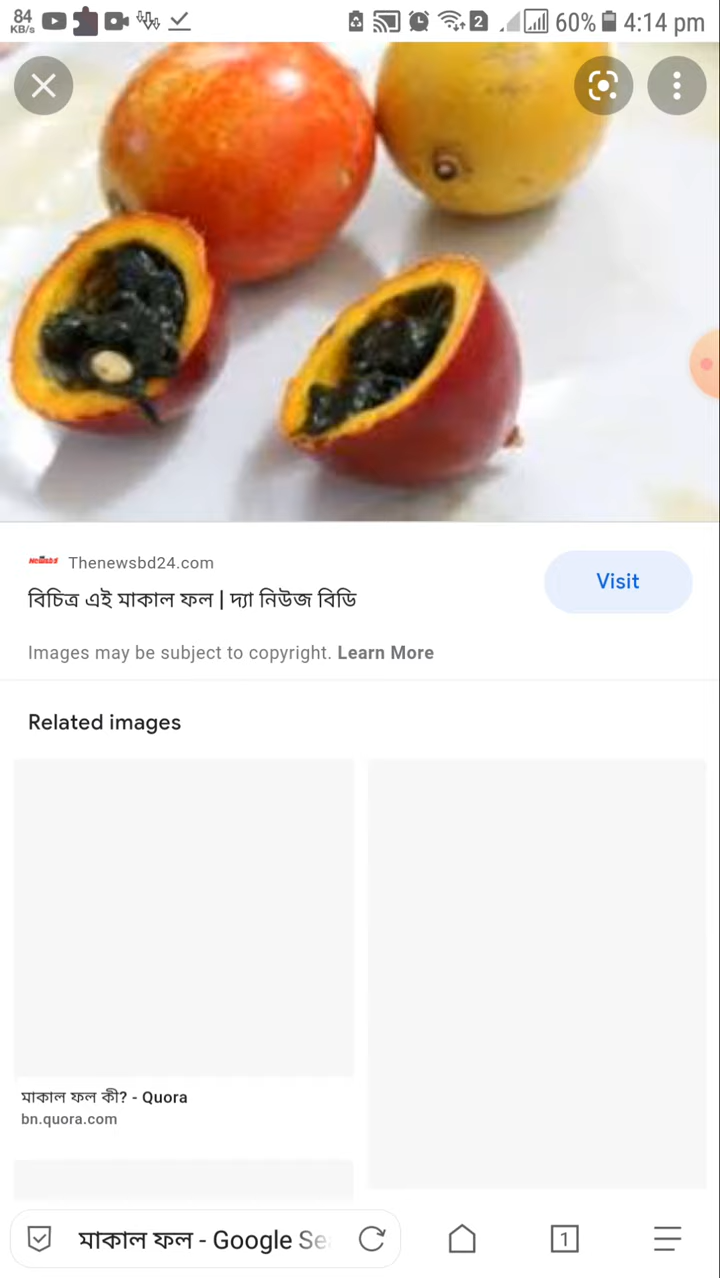 84
KB/s
2
60%
4:14 pm
Thenewsbd24.com
বিচিত্র এই মাকাল ফল | দ্যা নিউজ বিডি
Visit
Images may be subject to copyright. Learn More
Related images
মাকাল ফল কী? - Quora
bn.quora.com
মাকাল ফল - Google Se
1